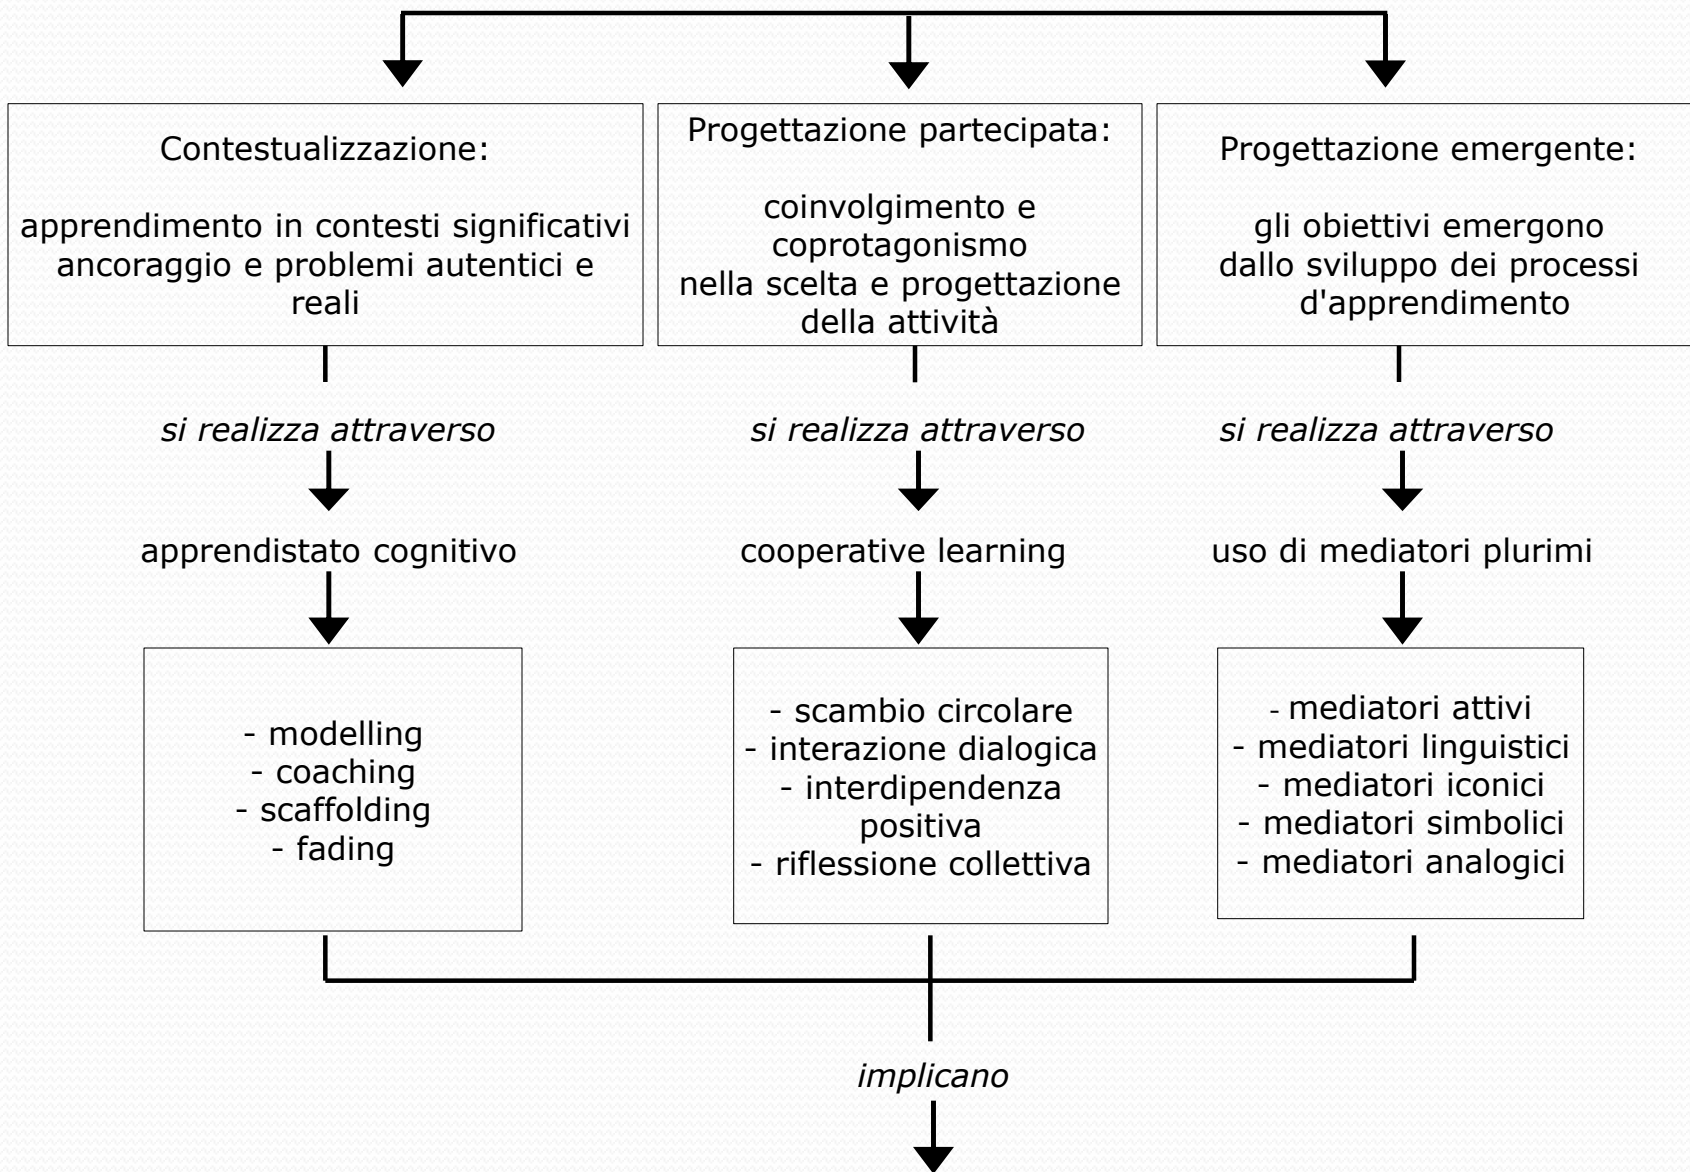 Contestualizzazione:
apprendimento in contesti significativi
ancoraggio e problemi autentici e
reali
Progettazione partecipata:
coinvolgimento e
coprotagonismo
nella scelta e progettazione
della attività
Progettazione emergente:
gli obiettivi emergono
dallo sviluppo dei processi
d'apprendimento
si realizza attraverso
si realizza attraverso
si realizza attraverso
apprendistato cognitivo
cooperative learning
uso di mediatori plurimi
- modelling
- coaching
- scaffolding
- fading
- scambio circolare
- interazione dialogica
- interdipendenza
positiva
- riflessione collettiva
- mediatori attivi
- mediatori linguistici
- mediatori iconici
- mediatori simbolici
- mediatori analogici
implicano